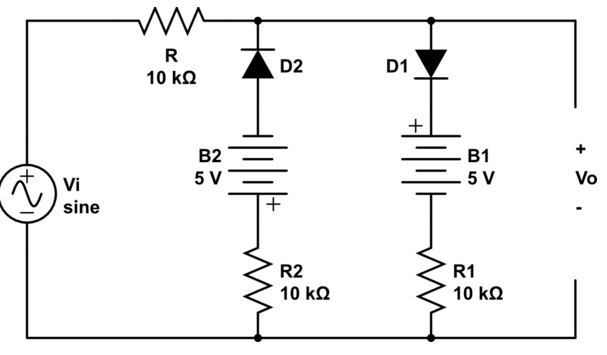 R
10 kΩ
D2
D1
+
B2
5 V
B1
5 V
+
+
Vo
-
+
−
Vi
sine
R2
10 kΩ
R1
10 kΩ